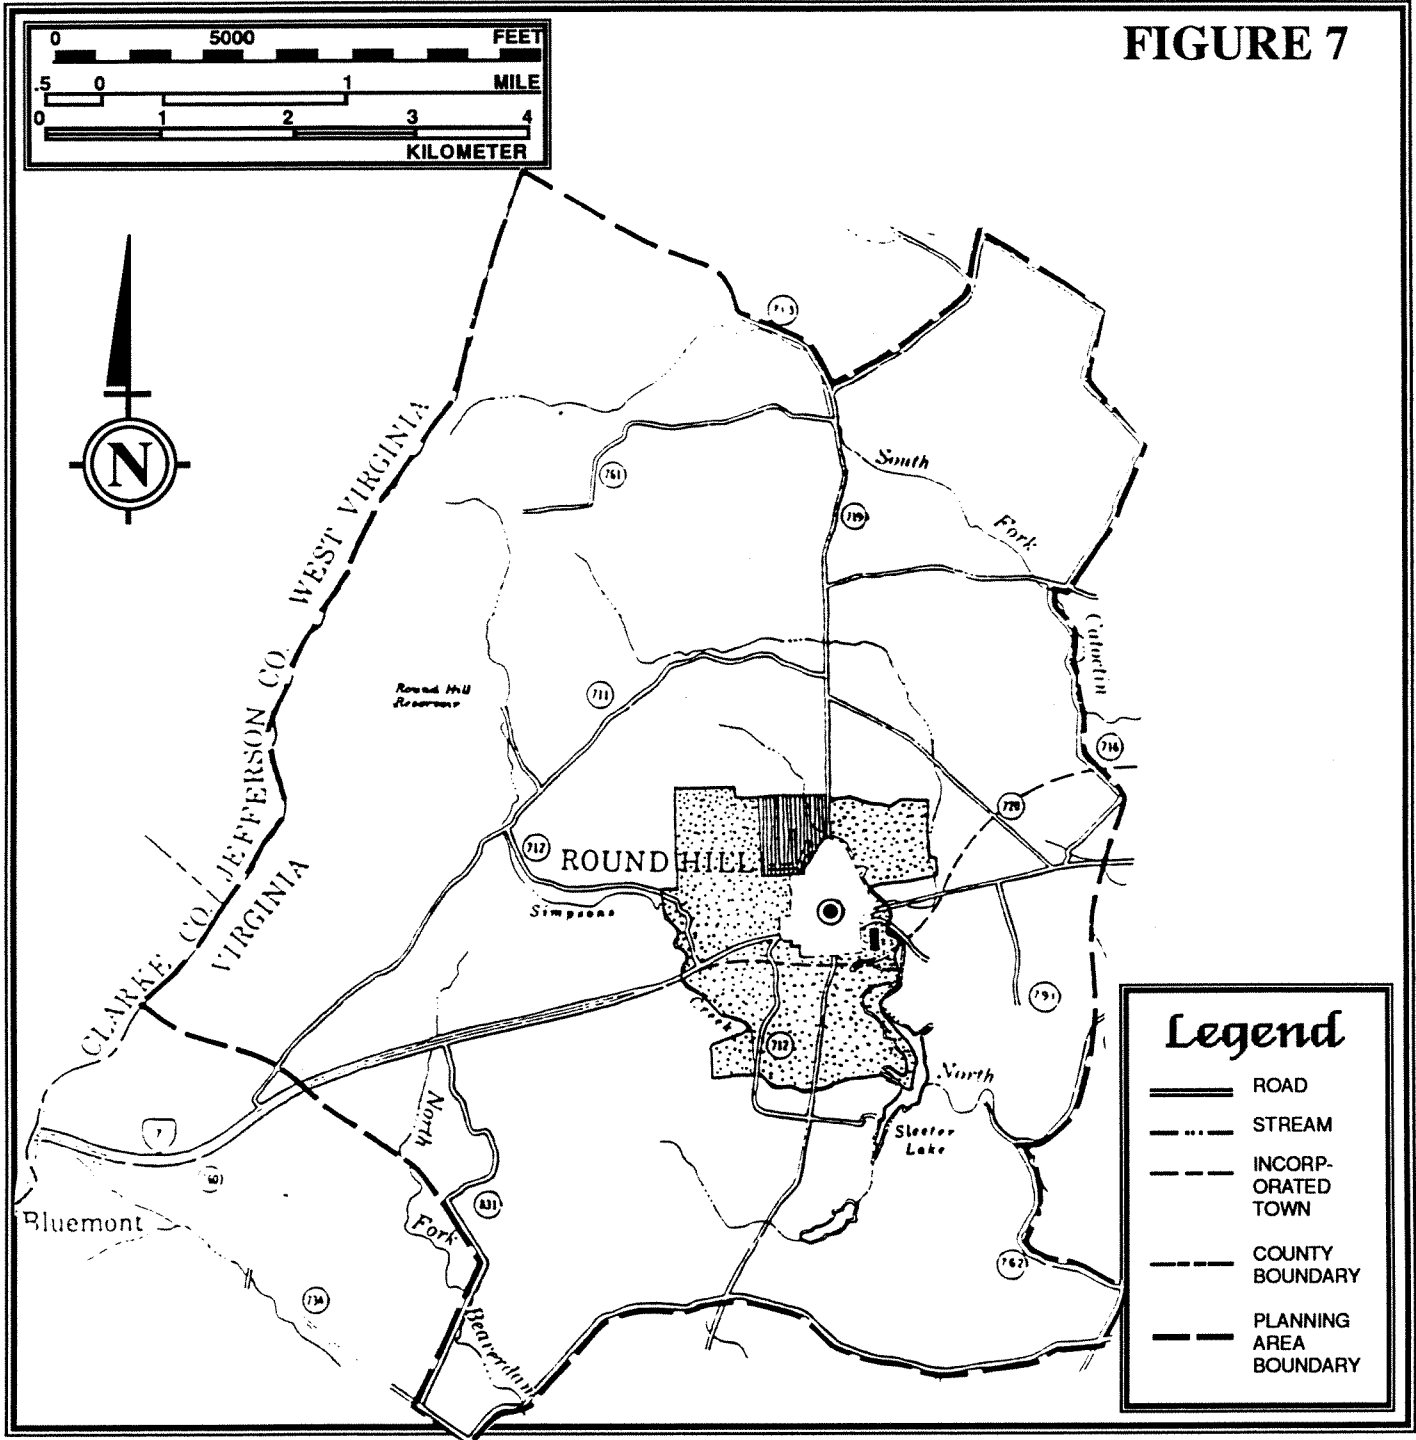 FIGURE 7
0 5000 FEET
.5 0 1 MILE
0 1 2 3 4
KILOMETER
N
WEST VIRGINIA
JEFFERSON CO.
CLARKE CO.
VIRGINIA
761
South
Fork
719
Catoctin
Round Hill
Reservoir
711
716
720
717
ROUND HILL
Simpsons
Creek
791
712
North
Sleeter
Lake
7
601
North
Fork
831
Bluemont
734
Beaverdam
762
Legend
ROAD
STREAM
INCORP-
ORATED
TOWN
COUNTY
BOUNDARY
PLANNING
AREA
BOUNDARY